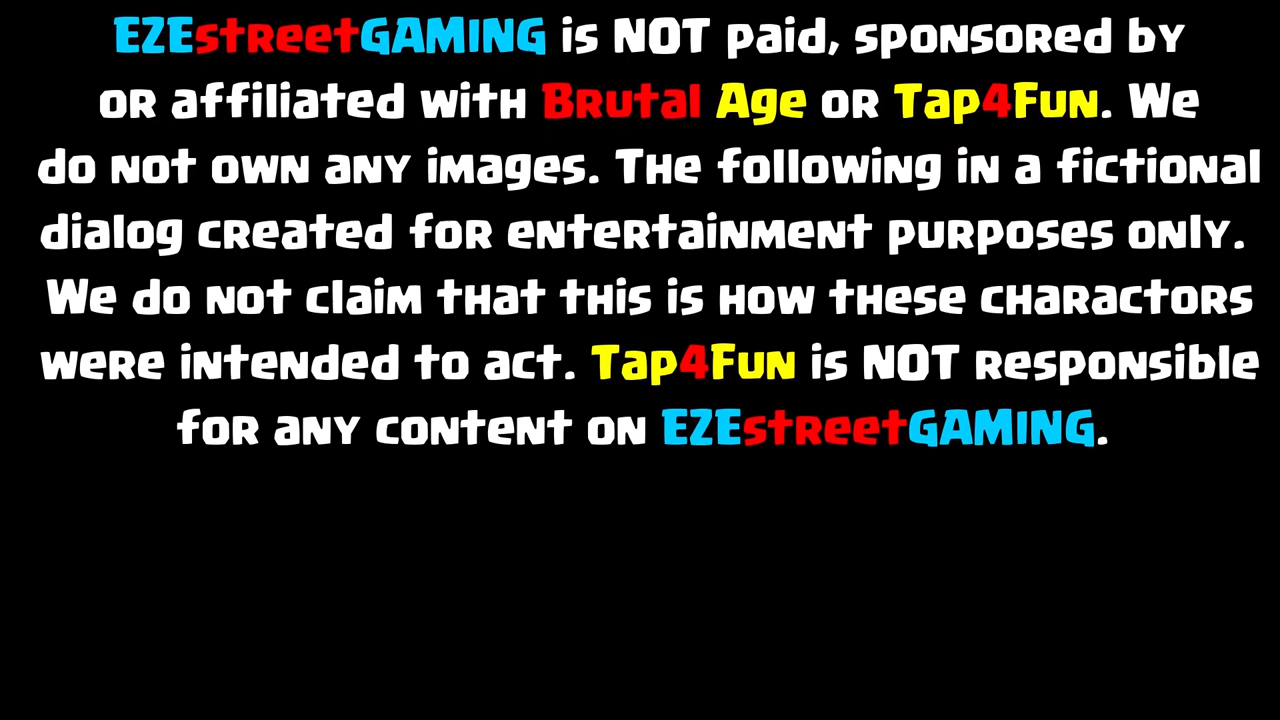 EZEstreetGAMING is NOT paid, sponsored by
or affiliated with Brutal Age or Tap4Fun. We
do not own any images. The following in a fictional
dialog created for entertainment purposes only.
We do not claim that this is how these charactors
were intended to act. Tap4Fun is NOT responsible
for any content on EZEstreetGAMING.